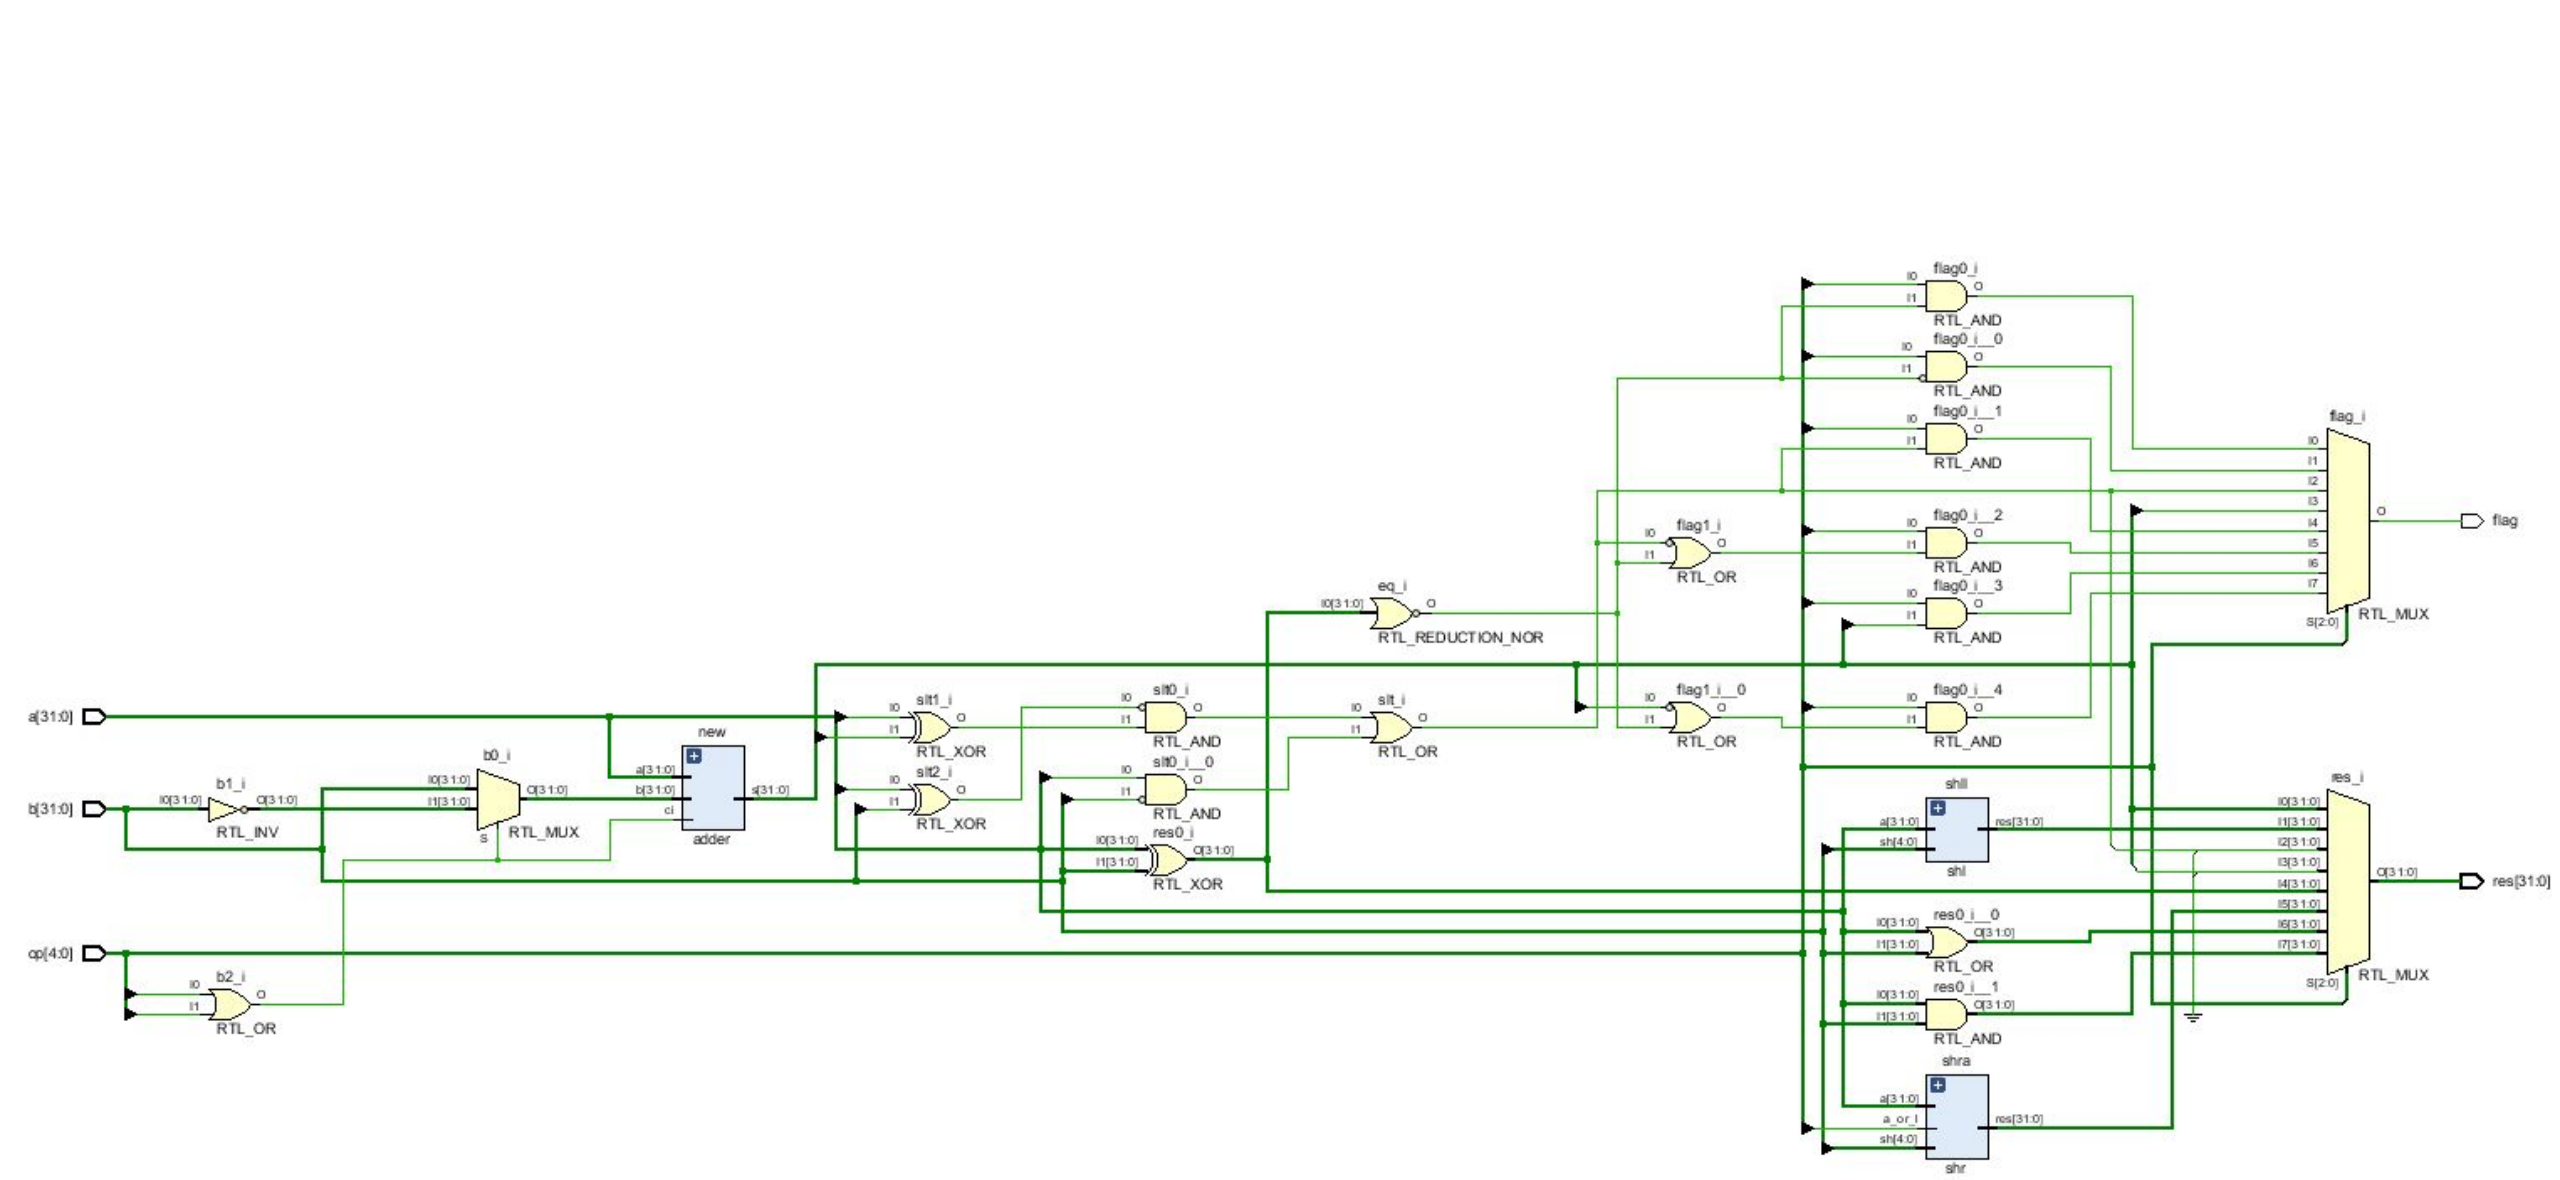 a[31:0]
b[31:0]
op[4:0]
b1_i
I0[31:0]
O[31:0]
RTL_INV
b2_i
I0
I1
O
RTL_OR
b0_i
I0[31:0]
I1[31:0]
O[31:0]
S
RTL_MUX
new
a[31:0]
b[31:0]
ci
s[31:0]
adder
slt1_i
I0
I1
O
RTL_XOR
slt2_i
I0
I1
O
RTL_XOR
slt0_i
I0
I1
O
RTL_AND
slt0_i__0
I0
I1
O
RTL_AND
res0_i
I0[31:0]
I1[31:0]
O[31:0]
RTL_XOR
eq_i
I0[31:0]
O
RTL_REDUCTION_NOR
slt_i
I0
I1
O
RTL_OR
flag1_i
I0
I1
O
RTL_OR
flag1_i__0
I0
I1
O
RTL_OR
flag0_i
I0
I1
O
RTL_AND
flag0_i__0
I0
I1
O
RTL_AND
flag0_i__1
I0
I1
O
RTL_AND
flag0_i__2
I0
I1
O
RTL_AND
flag0_i__3
I0
I1
O
RTL_AND
flag0_i__4
I0
I1
O
RTL_AND
shll
a[31:0]
sh[4:0]
res[31:0]
shl
res0_i__0
I0[31:0]
I1[31:0]
O[31:0]
RTL_OR
res0_i__1
I0[31:0]
I1[31:0]
O[31:0]
RTL_AND
shra
a[31:0]
a_or_l
sh[4:0]
res[31:0]
shr
flag_i
I0
I1
I2
I3
I4
I5
I6
I7
S[2:0]
O
RTL_MUX
flag
res_i
I0[31:0]
I1[31:0]
I2[31:0]
I3[31:0]
I4[31:0]
I5[31:0]
I6[31:0]
I7[31:0]
S[2:0]
O[31:0]
RTL_MUX
res[31:0]